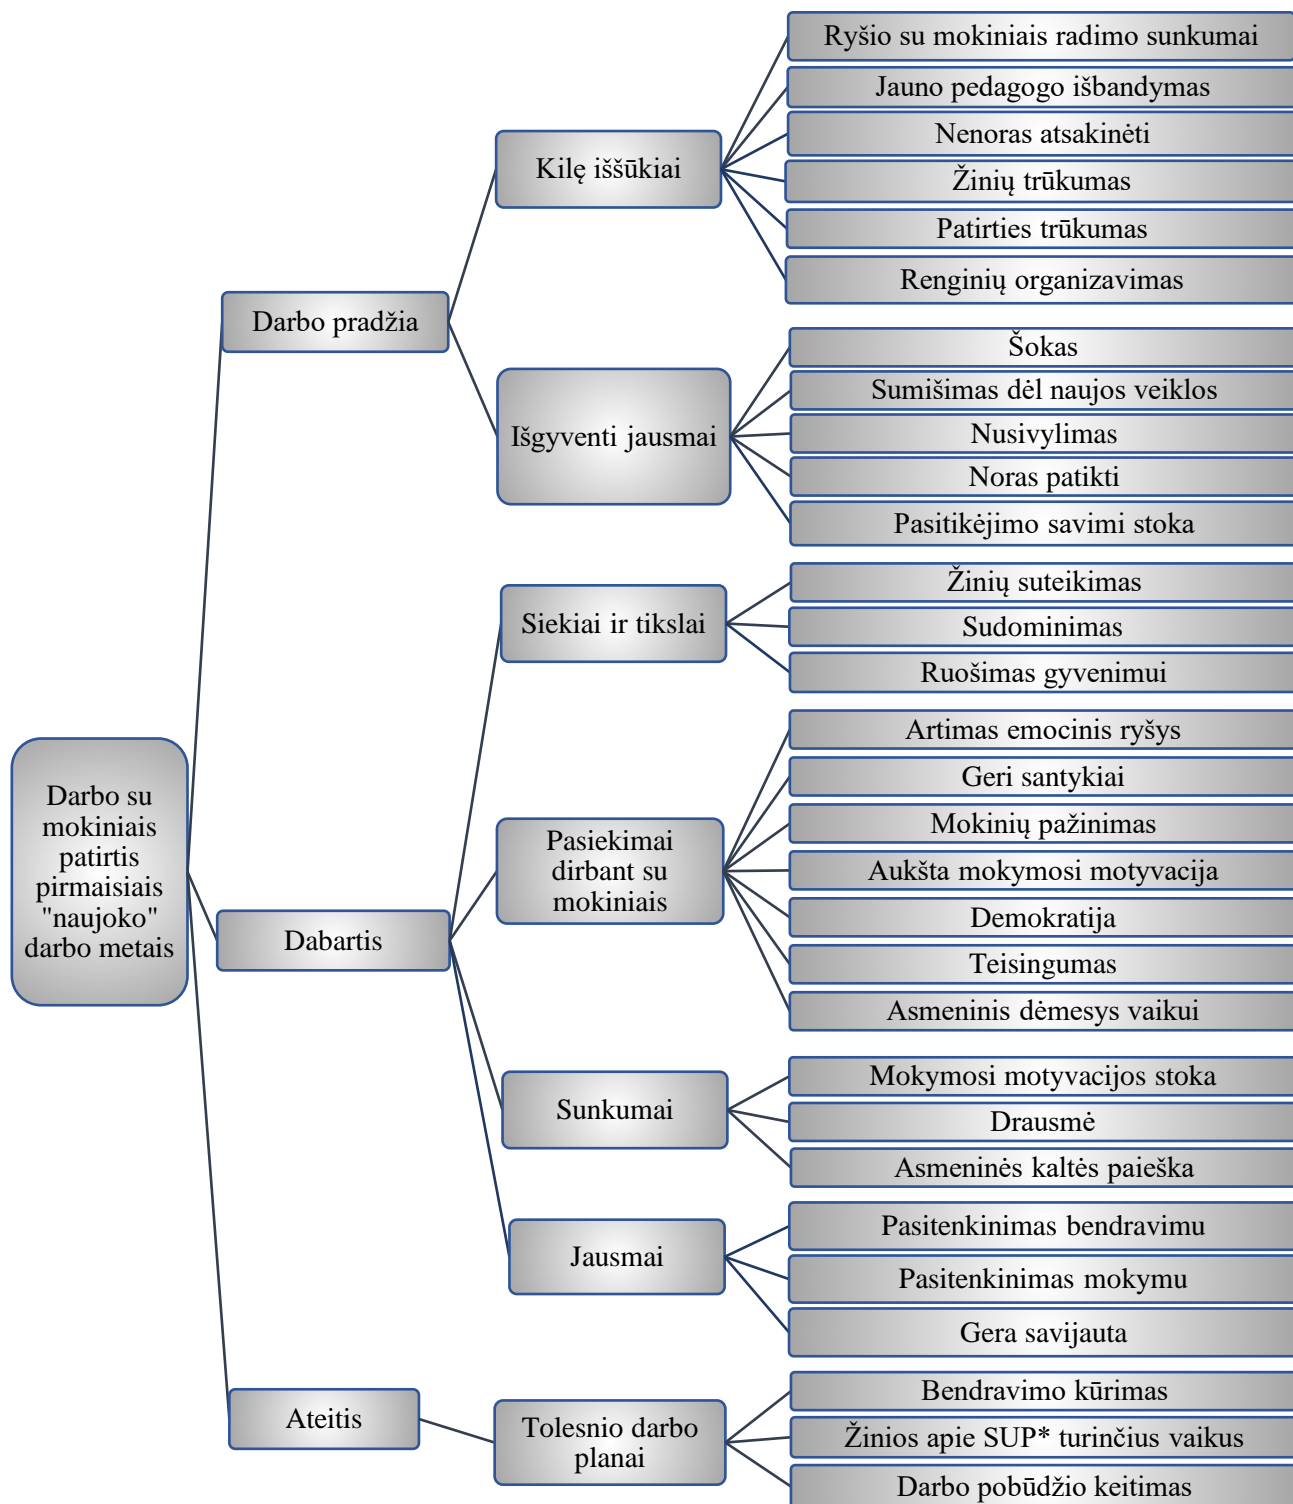 Darbo su
mokiniais
patirtis
pirmaisiais
"naujoko"
darbo metais
Darbo pradžia
Kilę iššūkiai
Ryšio su mokiniais radimo sunkumai
Jauno pedagogo išbandymas
Nenoras atsakinėti
Žinių trūkumas
Patirties trūkumas
Renginių organizavimas
Išgyventi jausmai
Šokas
Sumišimas dėl naujos veiklos
Nusivylimas
Noras patikti
Pasitikėjimo savimi stoka
Dabartis
Siekiai ir tikslai
Žinių suteikimas
Sudominimas
Ruošimas gyvenimui
Pasiekimai
dirbant su
mokiniais
Artimas emocinis ryšys
Geri santykiai
Mokinių pažinimas
Aukšta mokymosi motyvacija
Demokratija
Teisingumas
Asmeninis dėmesys vaikui
Sunkumai
Mokymosi motyvacijos stoka
Drausmė
Asmeninės kaltės paieška
Jausmai
Pasitenkinimas bendravimu
Pasitenkinimas mokymu
Gera savijauta
Ateitis
Tolesnio darbo
planai
Bendravimo kūrimas
Žinios apie SUP* turinčius vaikus
Darbo pobūdžio keitimas